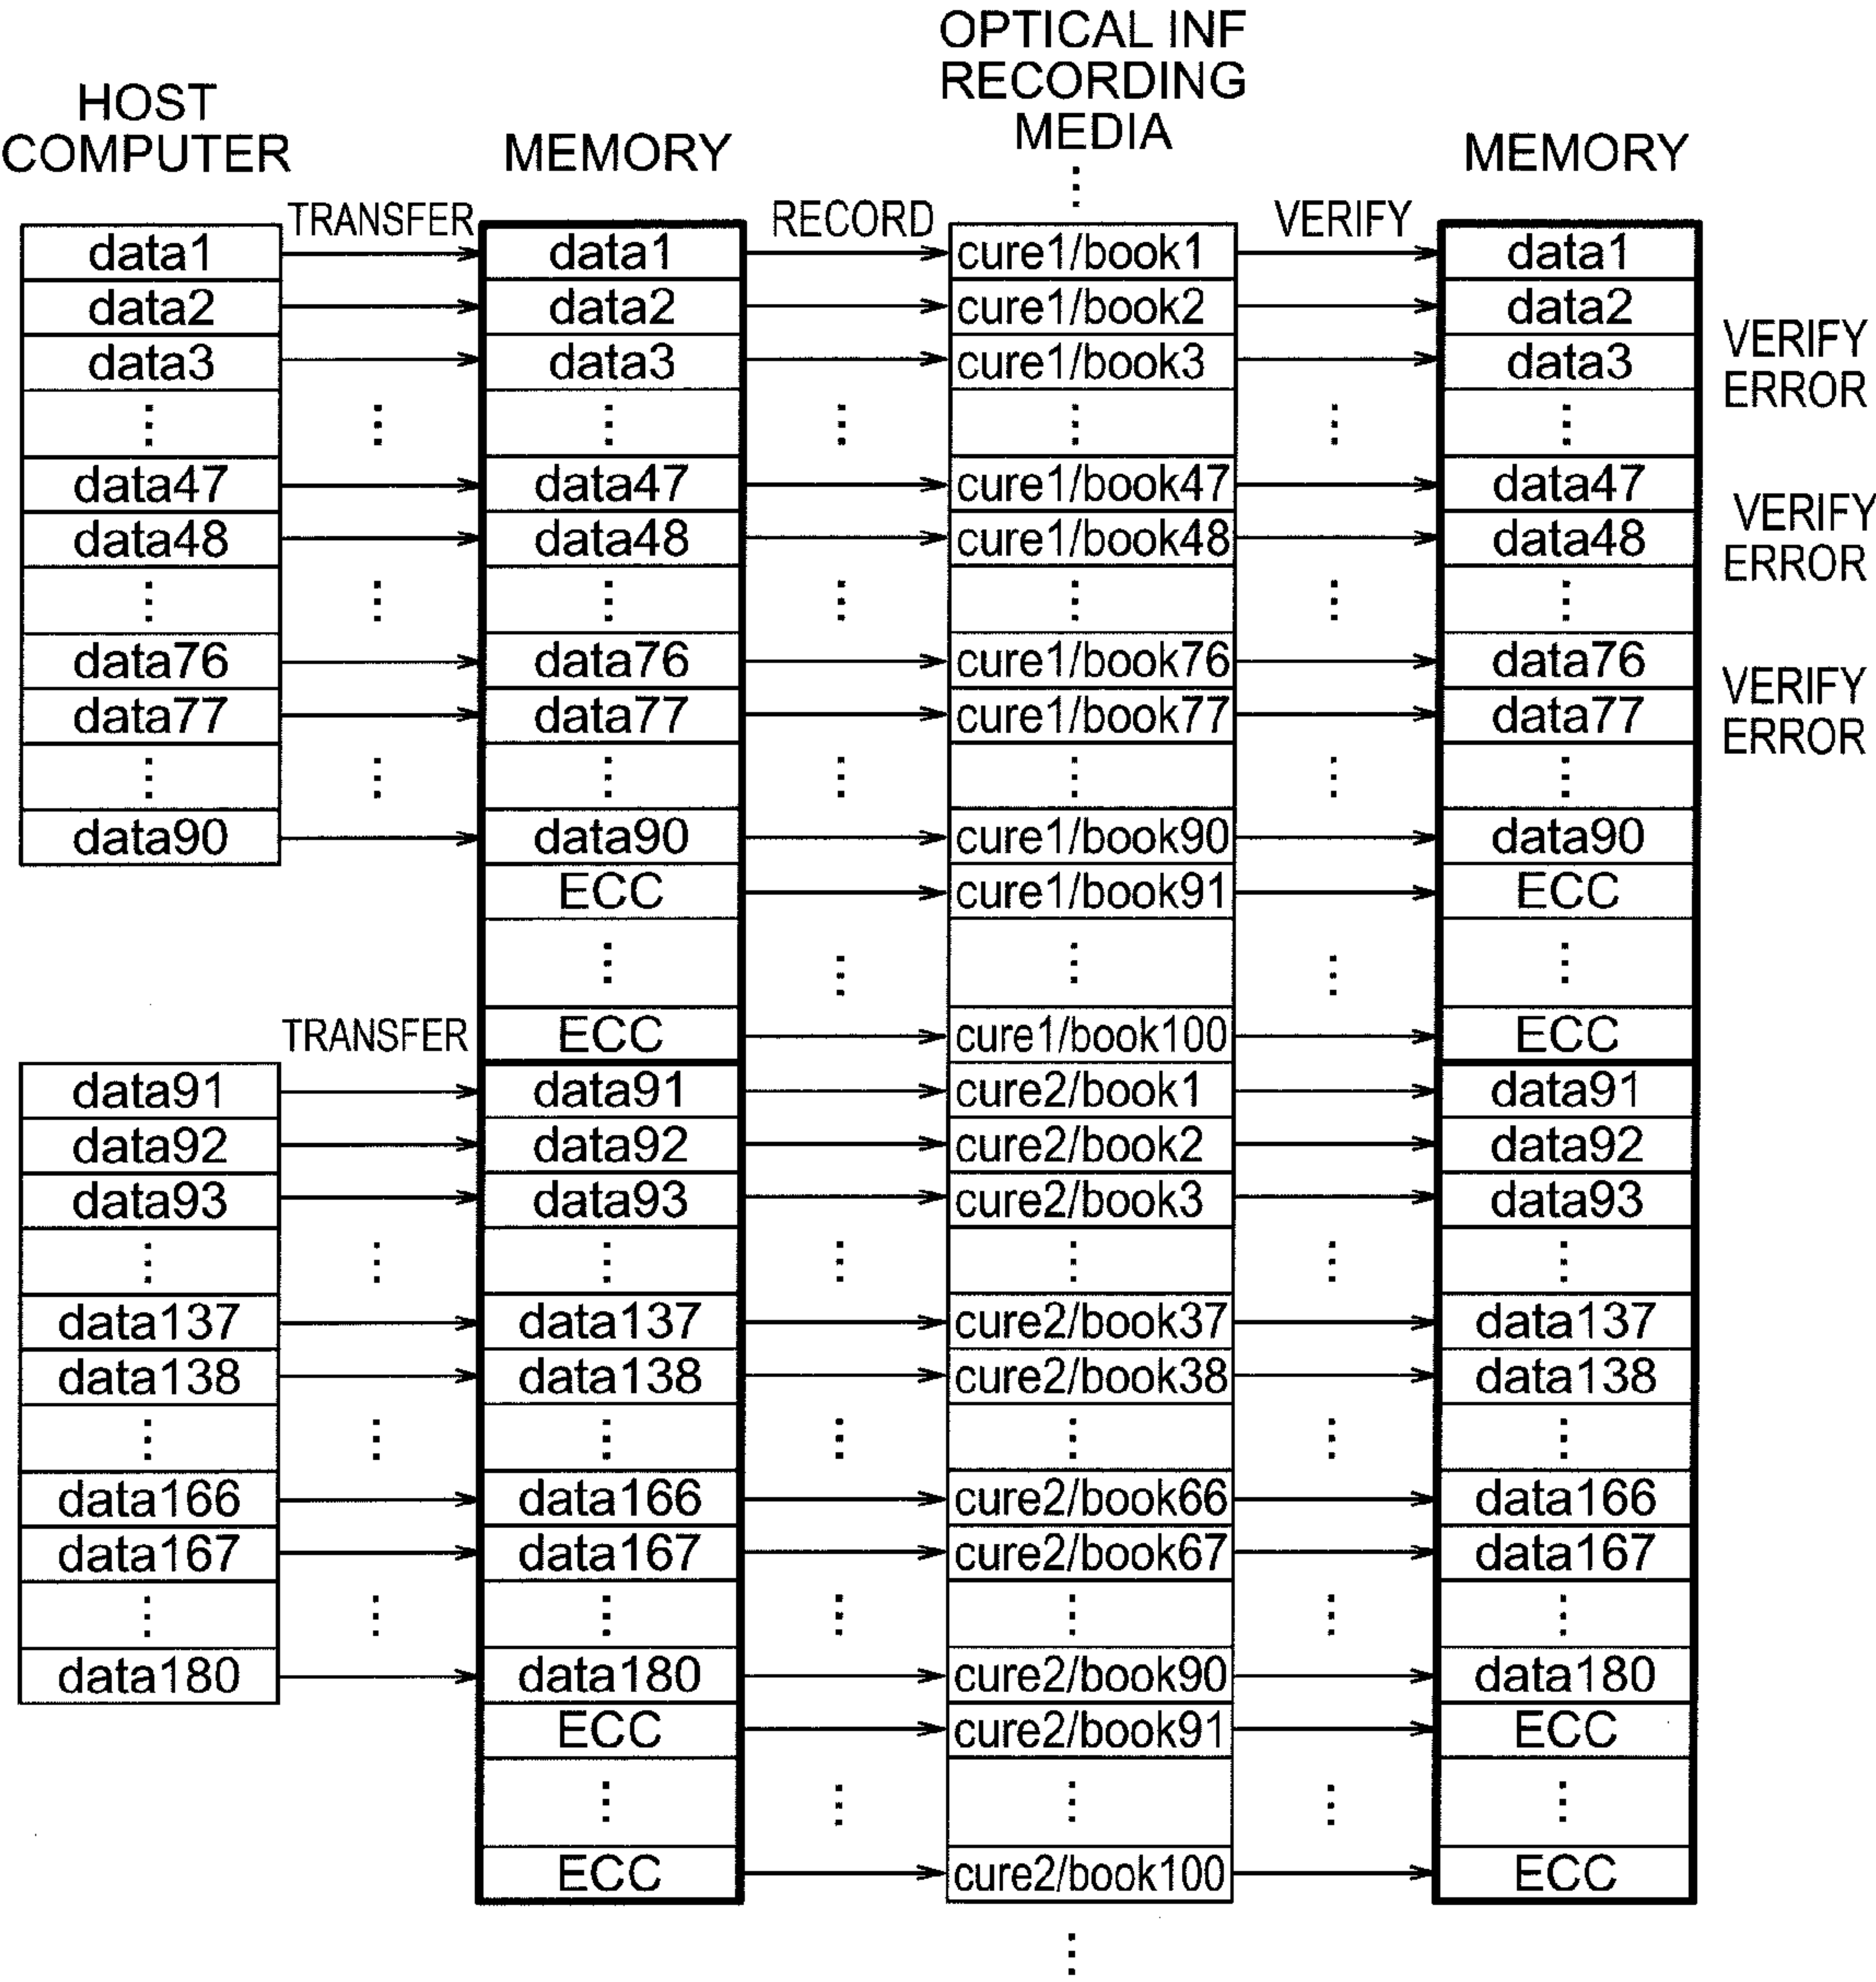 OPTICAL INF
RECORDING
MEDIA
HOST
COMPUTER
MEMORY
MEMORY
TRANSFER
RECORD
VERIFY
data1 data1 cure1/book1 data1
data2 data2 cure1/book2 data2
data3 data3 cure1/book3 data3
VERIFY
ERROR
data47 data47 cure1/book47 data47
data48 data48 cure1/book48 data48
VERIFY
ERROR
data76 data76 cure1/book76 data76
data77 data77 cure1/book77 data77
VERIFY
ERROR
data90 data90 cure1/book90 data90
ECC cure1/book91 ECC
ECC cure1/book100 ECC
TRANSFER
data91 data91 cure2/book1 data91
data92 data92 cure2/book2 data92
data93 data93 cure2/book3 data93
data137 data137 cure2/book37 data137
data138 data138 cure2/book38 data138
data166 data166 cure2/book66 data166
data167 data167 cure2/book67 data167
data180 data180 cure2/book90 data180
ECC cure2/book91 ECC
ECC cure2/book100 ECC